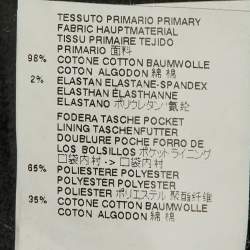 TESSUTO PRIMARIO PRIMARY
FABRIC HAUPTMATERIAL
TISSU PRIMAIRE TEJIDO
PRIMARIO 面料
98% COTONE COTTON BAUMWOLLE
COTON ALGODON 綿 棉
2% ELASTAN ELASTANE-SPANDEX
ELASTHAN ÉLASTHANNE
ELASTANO ポリウレタン 氨纶
FODERA TASCHE POCKET
LINING TASCHENFUTTER
DOUBLURE POCHE FORRO DE
LOS BOLSILLOS ポケットライニング
口袋内衬 -> 口袋内衬
65% POLIESTERE POLYESTER
POLYESTER POLYESTER
POLIESTER ポリエステル 聚酯纤维
35% COTONE COTTON BAUMWOLLE
COTON ALGODON 綿 棉